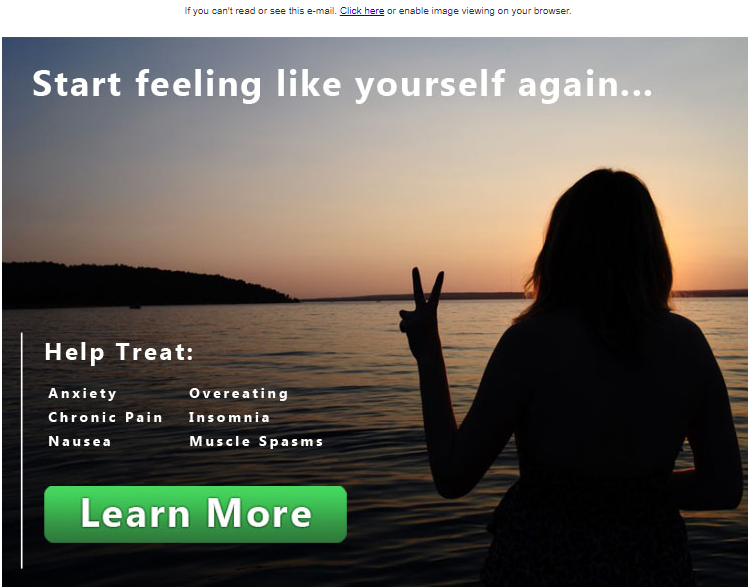 If you can't read or see this e-mail. Click here or enable image viewing on your browser.
Start feeling like yourself again...
Help Treat:
Anxiety Overeating
Chronic Pain Insomnia
Nausea Muscle Spasms
Learn More